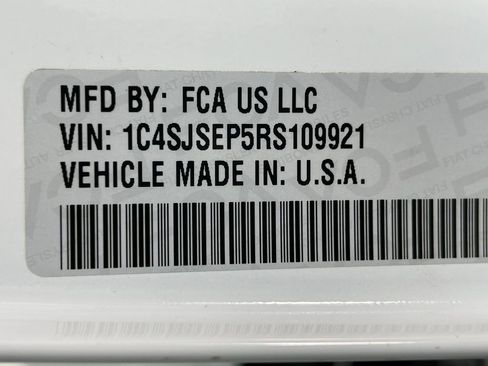 MFD BY: FCA US LLC
VIN: 1C4SJSEP5RS109921
VEHICLE MADE IN: U.S.A.